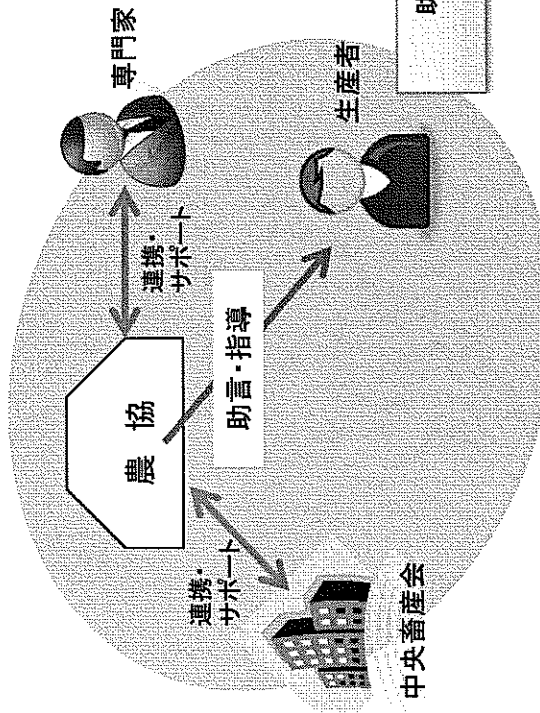 専門家
連携・
サポート
農　協
助言・指導
生産者
連携・
サポート
中央畜産会
助